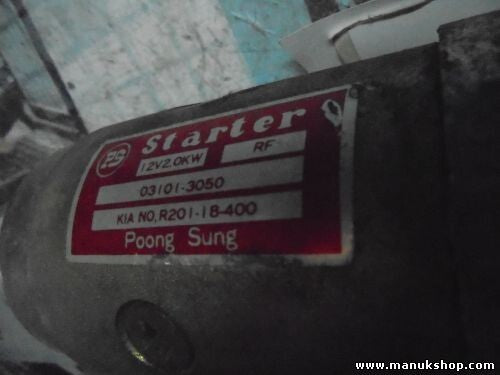 PS Starter
12V2.0KW RF
03101-3050
KIA NO,R201-18-400
Poong Sung
www.manukshop.com